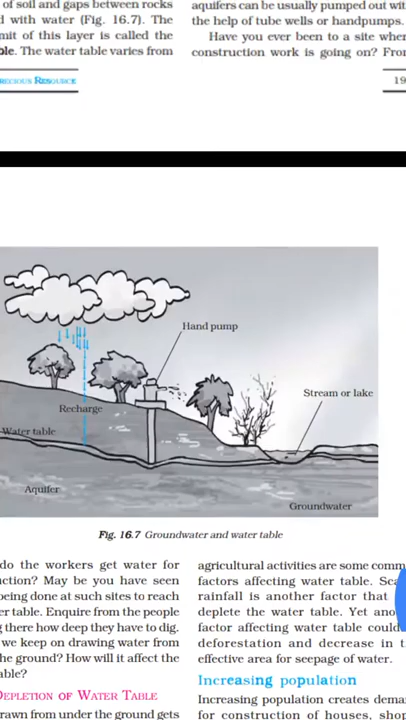 of soil and gaps between rocks
d with water (Fig. 16.7). The
mit of this layer is called the
ble. The water table varies from
aquifers can be usually pumped out wit
the help of tube wells or handpumps.
Have you ever been to a site wher
construction work is going on? Fro
RECIOUS RESOURCE
19
Hand pump
Stream or lake
Recharge
Water table
Aquifer
Groundwater
Fig. 16.7 Groundwater and water table
do the workers get water for
uction? May be you have seen
being done at such sites to reach
er table. Enquire from the people
g there how deep they have to dig.
we keep on drawing water from
he ground? How will it affect the
able?
DEPLETION OF WATER TABLE
rawn from under the ground gets
agricultural activities are some comm
factors affecting water table. Sca
rainfall is another factor that
deplete the water table. Yet ano
factor affecting water table could
deforestation and decrease in t
effective area for seepage of water.
Increasing population
Increasing population creates dema
for construction of houses, shop